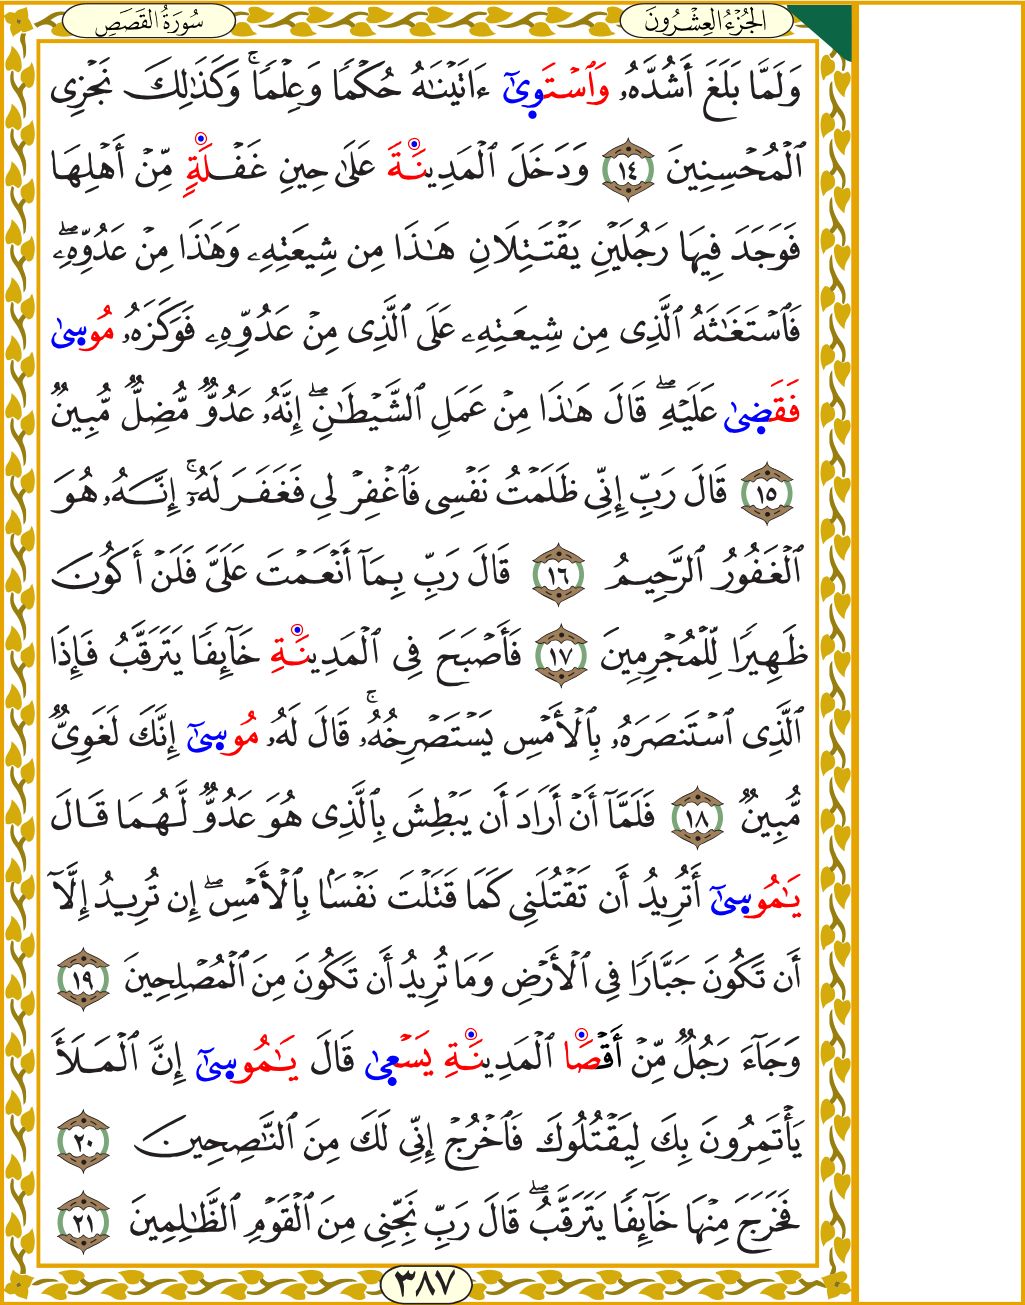 الجُزْءُ العِشْرُونَ
سُورَةُ القَصَصِ
وَلَمَّا بَلَغَ أَشُدَّهُۥ وَٱسْتَوِىٰٓ ءَاتَيْنَٰهُ حُكْمًا وَعِلْمًاۚ وَكَذَٰلِكَ نَجْزِى
ٱلْمُحْسِنِينَ ١٤ وَدَخَلَ ٱلْمَدِينَةَ عَلَىٰ حِينِ غَفْلَةٍ مِّنْ أَهْلِهَا
فَوَجَدَ فِيهَا رَجُلَيْنِ يَقْتَتِلَانِ هَٰذَا مِن شِيعَتِهِۦ وَهَٰذَا مِنْ عَدُوِّهِۦۖ
فَٱسْتَغَٰثَهُ ٱلَّذِى مِن شِيعَتِهِۦ عَلَى ٱلَّذِى مِنْ عَدُوِّهِۦ فَوَكَزَهُۥ مُوسِىٰ
فَقَضِىٰ عَلَيْهِۖ قَالَ هَٰذَا مِنْ عَمَلِ ٱلشَّيْطَٰنِۖ إِنَّهُۥ عَدُوٌّ مُّضِلٌّ مُّبِينٌ
١٥ قَالَ رَبِّ إِنِّى ظَلَمْتُ نَفْسِى فَٱغْفِرْ لِى فَغَفَرَ لَهُۥٓۚ إِنَّهُۥ هُوَ
ٱلْغَفُورُ ٱلرَّحِيمُ ١٦ قَالَ رَبِّ بِمَآ أَنْعَمْتَ عَلَىَّ فَلَنْ أَكُونَ
ظَهِيرًا لِّلْمُجْرِمِينَ ١٧ فَأَصْبَحَ فِى ٱلْمَدِينَةِ خَآئِفًا يَتَرَقَّبُ فَإِذَا
ٱلَّذِى ٱسْتَنصَرَهُۥ بِٱلْأَمْسِ يَسْتَصْرِخُهُۥۚ قَالَ لَهُۥ مُوسِىٰٓ إِنَّكَ لَغَوِىٌّ
مُّبِينٌ ١٨ فَلَمَّآ أَنْ أَرَادَ أَن يَبْطِشَ بِٱلَّذِى هُوَ عَدُوٌّ لَّهُمَا قَالَ
يَٰمُوسِىٰٓ أَتُرِيدُ أَن تَقْتُلَنِى كَمَا قَتَلْتَ نَفْسًۢا بِٱلْأَمْسِۖ إِن تُرِيدُ إِلَّآ
أَن تَكُونَ جَبَّارًا فِى ٱلْأَرْضِ وَمَا تُرِيدُ أَن تَكُونَ مِنَ ٱلْمُصْلِحِينَ ١٩
وَجَآءَ رَجُلٌ مِّنْ أَقْصَا ٱلْمَدِينَةِ يَسْعِىٰ قَالَ يَٰمُوسِىٰٓ إِنَّ ٱلْمَلَأَ
يَأْتَمِرُونَ بِكَ لِيَقْتُلُوكَ فَٱخْرُجْ إِنِّى لَكَ مِنَ ٱلنَّٰصِحِينَ ٢٠
فَخَرَجَ مِنْهَا خَآئِفًا يَتَرَقَّبُۖ قَالَ رَبِّ نَجِّنِى مِنَ ٱلْقَوْمِ ٱلظَّٰلِمِينَ ٢١
٣٨٧